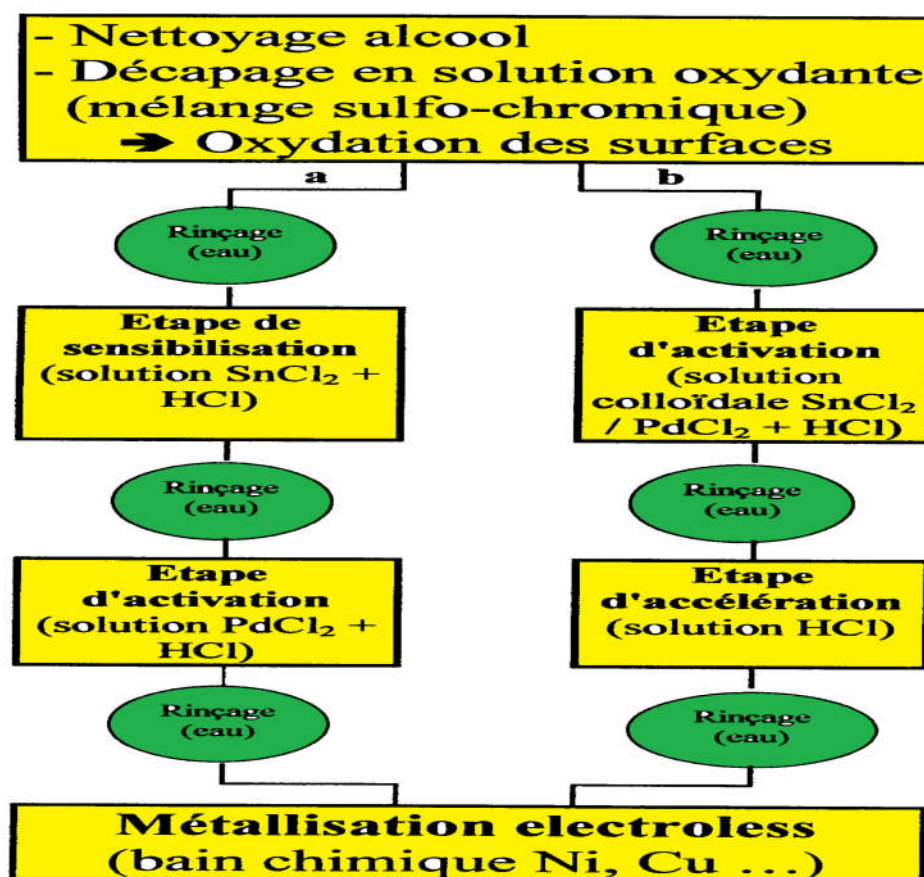 - Nettoyage alcool
- Décapage en solution oxydante
(mélange sulfo-chromique)
➔ Oxydation des surfaces
a
b
Rinçage
(eau)
Rinçage
(eau)
Etape de
sensibilisation
(solution SnCl₂ +
HCl)
Etape
d'activation
(solution
colloïdale SnCl₂
/ PdCl₂ + HCl)
Rinçage
(eau)
Rinçage
(eau)
Etape
d'activation
(solution PdCl₂ +
HCl)
Etape
d'accélération
(solution HCl)
Rinçage
(eau)
Rinçage
(eau)
Métallisation electroless
(bain chimique Ni, Cu ...)